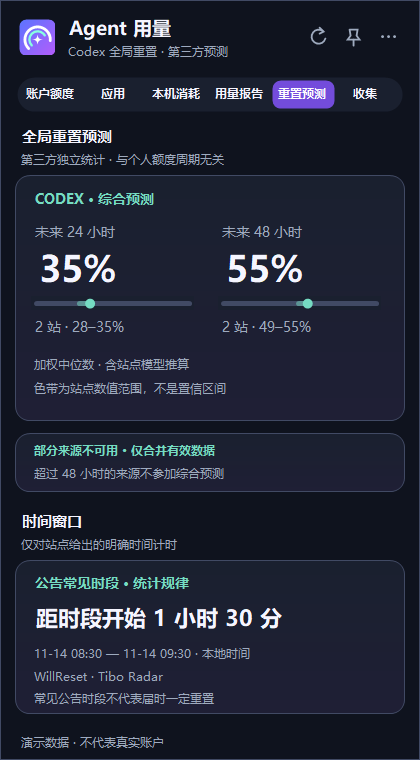 Agent 用量
Codex 全局重置 · 第三方预测
账户额度 应用 本机消耗 用量报告 重置预测 收集
全局重置预测
第三方独立统计 · 与个人额度周期无关
CODEX • 综合预测
未来 24 小时 未来 48 小时
35% 55%
2 站 · 28–35% 2 站 · 49–55%
加权中位数 · 含站点模型推算
色带为站点数值范围，不是置信区间
部分来源不可用 • 仅合并有效数据
超过 48 小时的来源不参加综合预测
时间窗口
仅对站点给出的明确时间计时
公告常见时段 • 统计规律
距时段开始 1 小时 30 分
11-14 08:30 — 11-14 09:30 · 本地时间
WillReset · Tibo Radar
常见公告时段不代表届时一定重置
演示数据 · 不代表真实账户